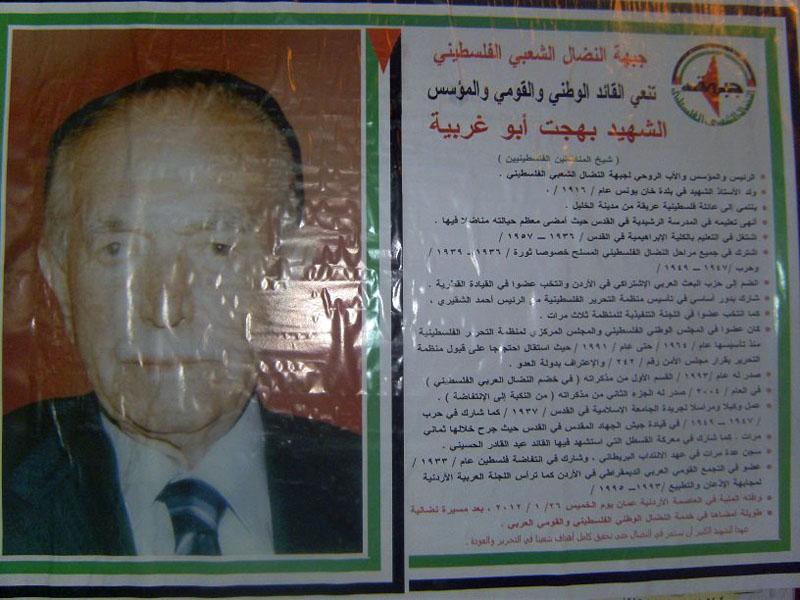 جبهة النضال الشعبي الفلسطيني
تنعي القائد الوطني والقومي والمؤسس
الشهيد بهجت أبو غربية
( شيخ المناضلين الفلسطينيين )
الرئيس والمؤسس والأب الروحي لجبهة النضال الشعبي الفلسطيني .
ولد الأستاذ الشهيد في بلدة خان يونس عام / ١٩١٦ / .
ينتمي إلى عائلة فلسطينية عريقة من مدينة الخليل .
أنهى تعليمه في المدرسة الرشيدية في القدس حيث أمضى معظم حياته مناضلا فيها .
اشتغل في التعليم بالكلية الإبراهيمية في القدس / ١٩٣٦ – ١٩٥٧ /
اشترك في جميع مراحل النضال الفلسطيني المسلح خصوصا ثورة / ١٩٣٦ - ١٩٣٩ /
وحرب / ١٩٤٧ – ١٩٤٩ /
انضم إلى حزب البعث العربي الإشتراكي في الأردن وانتخب عضوا في القيادة القطرية .
شارك بدور أساسي في تأسيس منظمة التحرير الفلسطينية مع الرئيس أحمد الشقيري ،
كما انتخب عضوا في اللجنة التنفيذية للمنظمة ثلاث مرات .
كان عضوا في المجلس الوطني الفلسطيني والمجلس المركزي لمنظمة التحرير الفلسطينية
منذ تأسيسها عام / ١٩٦٤ / حتى عام / ١٩٩١ / حيث استقال احتجاجا على قبول منظمة
التحرير بقرار مجلس الأمن رقم / ٢٤٢ / والإعتراف بدولة العدو .
صدر له عام /١٩٩٣/ القسم الأول من مذكراته ( في خضم النضال العربي الفلسطيني )
في العام / ٢٠٠٤ / صدر له الجزء الثاني من مذكراته ( من النكبة إلى الإنتفاضة ) .
عمل وكيلا ومراسلا لجريدة الجامعة الإسلامية في القدس / ١٩٣٧ / كما شارك في حرب
/ ١٩٤٧ – ١٩٤٩ / في قيادة جيش الجهاد المقدس في القدس حيث جرح خلالها ثماني
مرات . كما شارك في معركة القسطل التي استشهد فيها القائد عبد القادر الحسيني .
سجن عدة مرات في عهد الانتداب البريطاني ، وشارك في انتفاضة فلسطين عام / ١٩٣٣ /
عضو في التجمع القومي العربي الديمقراطي في الأردن كما ترأس اللجنة العربية الأردنية
لمجابهة الإذعان والتطبيع /١٩٩٣– ١٩٩٥ /
وافته المنية في العاصمة الأردنية عمان يوم الخميس ٢٦ / ١ / ٢٠١٢ ، بعد مسيرة نضالية
طويلة أمضاها في خدمة النضال الوطني الفلسطيني والقومي العربي .
عهدا للشهيد الكبير أن نستمر في النضال حتى تحقيق كامل أهداف شعبنا في التحرير والعودة .